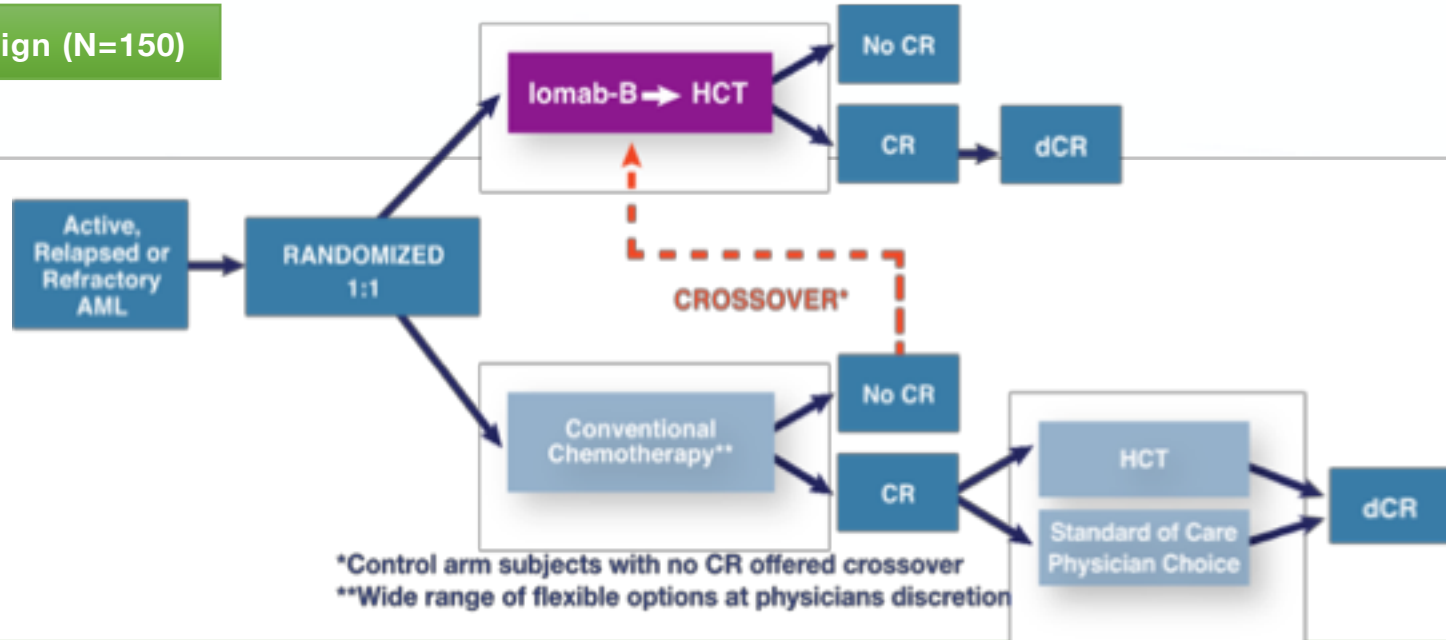 ign (N=150)
Iomab-B → HCT
No CR
CR
dCR
Active,
Relapsed or
Refractory
AML
RANDOMIZED
1:1
CROSSOVER*
Conventional
Chemotherapy**
No CR
CR
HCT
Standard of Care
Physician Choice
dCR
*Control arm subjects with no CR offered crossover
**Wide range of flexible options at physicians discretion